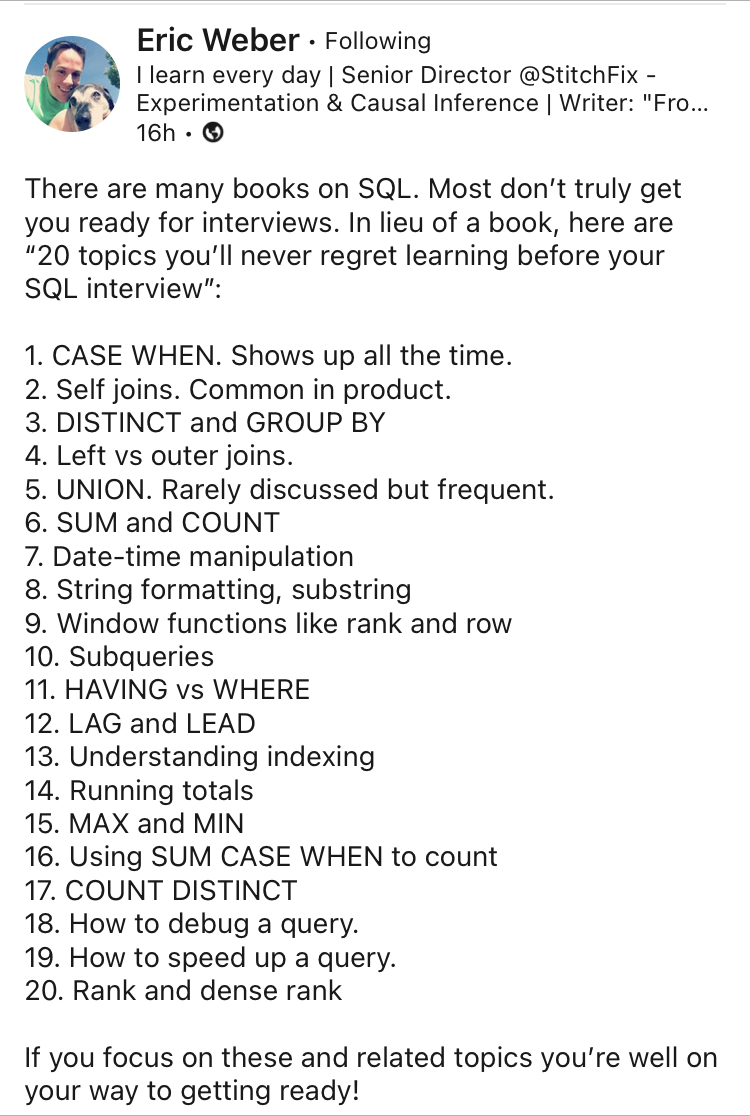 Eric Weber • Following
I learn every day | Senior Director @StitchFix -
Experimentation & Causal Inference | Writer: "Fro...
16h •
There are many books on SQL. Most don’t truly get
you ready for interviews. In lieu of a book, here are
“20 topics you’ll never regret learning before your
SQL interview”:
1. CASE WHEN. Shows up all the time.
2. Self joins. Common in product.
3. DISTINCT and GROUP BY
4. Left vs outer joins.
5. UNION. Rarely discussed but frequent.
6. SUM and COUNT
7. Date-time manipulation
8. String formatting, substring
9. Window functions like rank and row
10. Subqueries
11. HAVING vs WHERE
12. LAG and LEAD
13. Understanding indexing
14. Running totals
15. MAX and MIN
16. Using SUM CASE WHEN to count
17. COUNT DISTINCT
18. How to debug a query.
19. How to speed up a query.
20. Rank and dense rank
If you focus on these and related topics you’re well on
your way to getting ready!